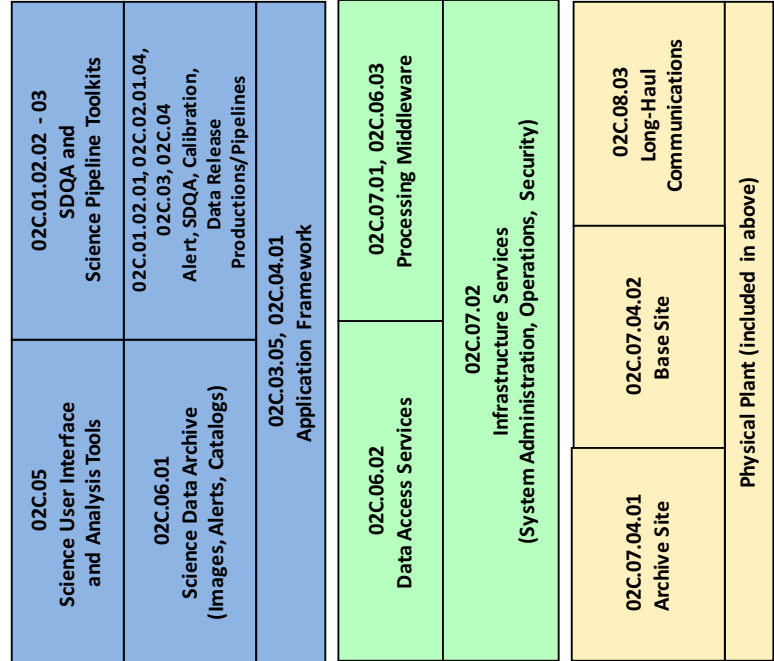 02C.05
Science User Interface
and Analysis Tools
02C.01.02.02 - 03
SDQA and
Science Pipeline Toolkits
02C.06.01
Science Data Archive
(Images, Alerts, Catalogs)
02C.01.02.01, 02C.02.01.04,
02C.03, 02C.04
Alert, SDQA, Calibration,
Data Release
Productions/Pipelines
02C.03.05, 02C.04.01
Application Framework
02C.06.02
Data Access Services
02C.07.01, 02C.06.03
Processing Middleware
02C.07.02
Infrastructure Services
(System Administration, Operations, Security)
02C.07.04.01
Archive Site
02C.07.04.02
Base Site
02C.08.03
Long-Haul
Communications
Physical Plant (included in above)